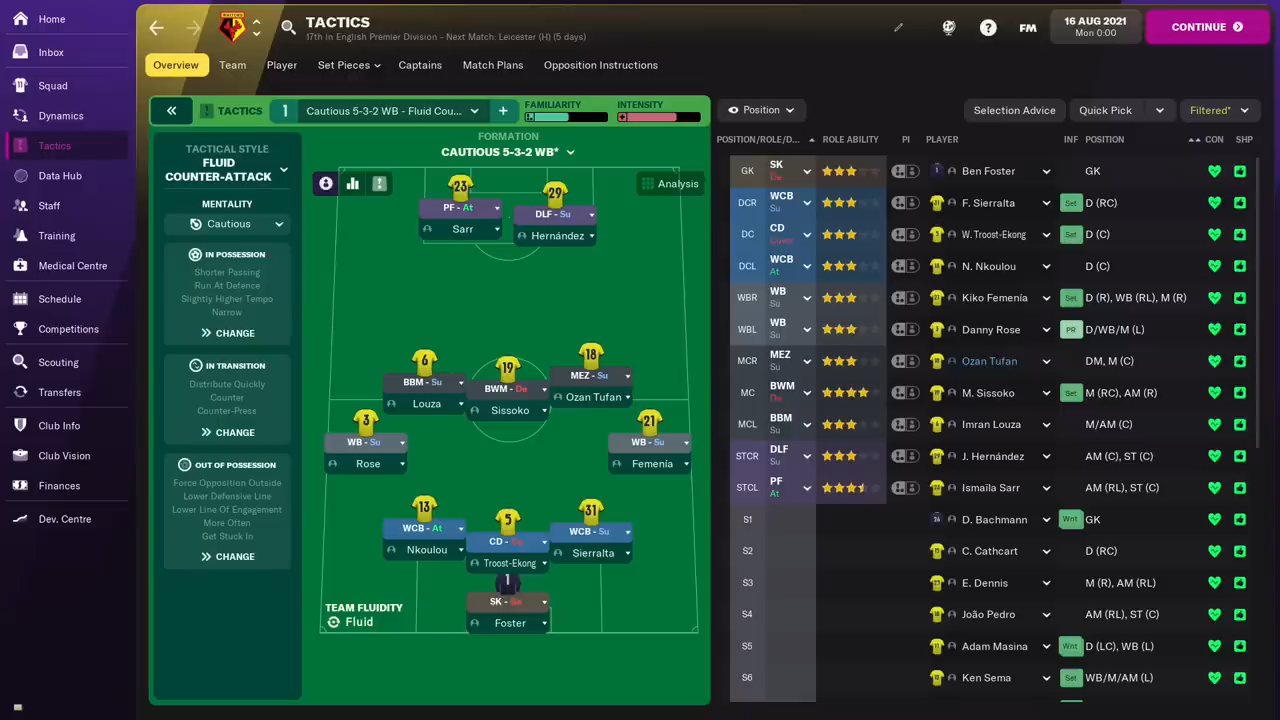 Home
Inbox
Squad
Dynamics
Tactics
Data Hub
Staff
Training
Medical Centre
Schedule
Competitions
Scouting
Transfers
Club Info
Club Vision
Finances
Dev. Centre
TACTICS
17th in English Premier Division - Next Match: Leicester (H) (5 days)
FM
16 AUG 2021
Mon 0:00
CONTINUE
Overview
Team
Player
Set Pieces
Captains
Match Plans
Opposition Instructions
TACTICS
1
Cautious 5-3-2 WB - Fluid Cou...
FAMILIARITY
INTENSITY
TACTICAL STYLE
FLUID
COUNTER-ATTACK
MENTALITY
Cautious
IN POSSESSION
Shorter Passing
Run At Defence
Slightly Higher Tempo
Narrow
CHANGE
IN TRANSITION
Distribute Quickly
Counter
Counter-Press
CHANGE
OUT OF POSSESSION
Force Opposition Outside
Lower Defensive Line
Lower Line Of Engagement
More Often
Get Stuck In
CHANGE
FORMATION
CAUTIOUS 5-3-2 WB*
Analysis
23
PF - At
Sarr
29
DLF - Su
Hernández
6
BBM - Su
Louza
19
BWM - De
Sissoko
18
MEZ - Su
Ozan Tufan
3
WB - Su
Rose
21
WB - Su
Femenía
13
WCB - At
Nkoulou
5
CD - De
Troost-Ekong
31
WCB - Su
Sierralta
1
SK - Se
Foster
TEAM FLUIDITY
Fluid
Position
Selection Advice
Quick Pick
Filtered*
POSITION/ROLE/D...
ROLE ABILITY
PI
PLAYER
INF
POSITION
CON
SHP
GK SK De Ben Foster GK
DCR WCB Su F. Sierralta Set D (RC)
DC CD Cover W. Troost-Ekong Set D (C)
DCL WCB At N. Nkoulou D (C)
WBR WB Su Kiko Femenía Set D (R), WB (RL), M (R)
WBL WB Su Danny Rose PR D/WB/M (L)
MCR MEZ Su Ozan Tufan DM, M (C)
MC BWM De M. Sissoko Set M (RC), AM (R)
MCL BBM Su Imran Louza M/AM (C)
STCR DLF Su J. Hernández AM (C), ST (C)
STCL PF At Ismaïla Sarr AM (RL), ST (C)
S1 26 D. Bachmann Wnt GK
S2 C. Cathcart D (RC)
S3 E. Dennis M (R), AM (RL)
S4 João Pedro AM (RL), ST (C)
S5 Adam Masina Wnt D (LC), WB (L)
S6 Ken Sema Set WB/M/AM (L)